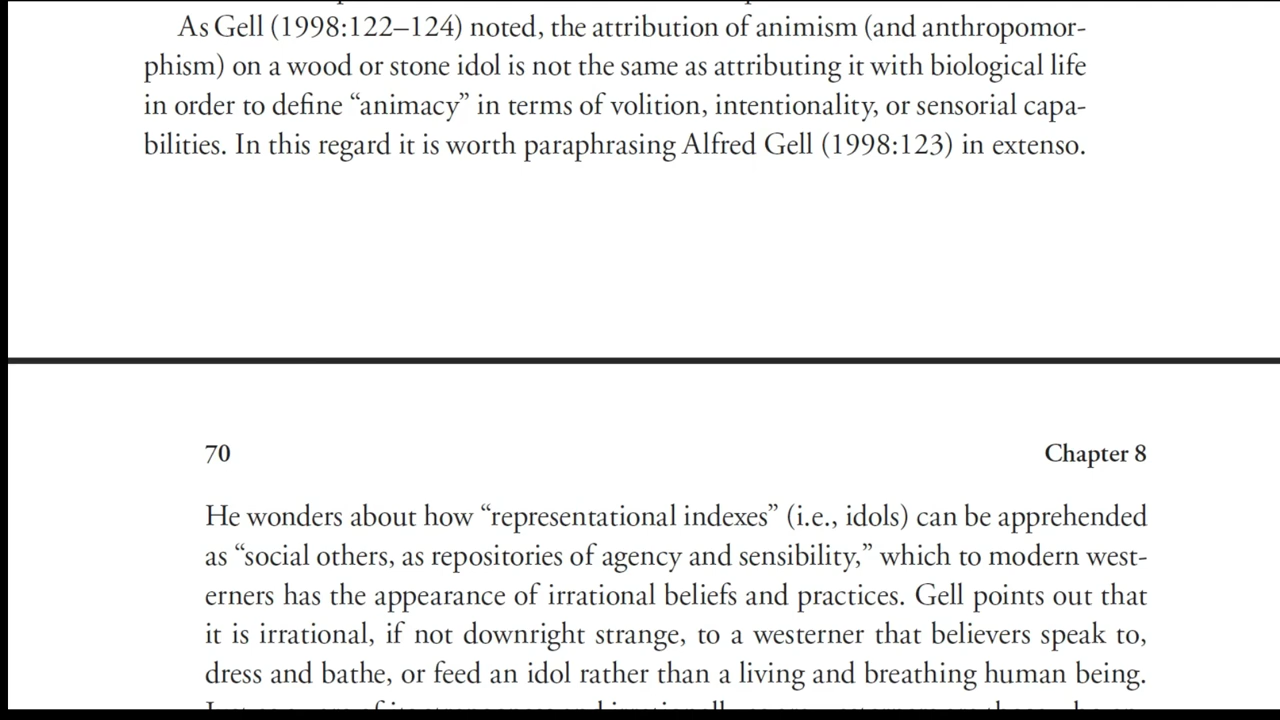 As Gell (1998:122–124) noted, the attribution of animism (and anthropomor-
phism) on a wood or stone idol is not the same as attributing it with biological life
in order to define “animacy” in terms of volition, intentionality, or sensorial capa-
bilities. In this regard it is worth paraphrasing Alfred Gell (1998:123) in extenso.
70 Chapter 8
He wonders about how “representational indexes” (i.e., idols) can be apprehended
as “social others, as repositories of agency and sensibility,” which to modern west-
erners has the appearance of irrational beliefs and practices. Gell points out that
it is irrational, if not downright strange, to a westerner that believers speak to,
dress and bathe, or feed an idol rather than a living and breathing human being.